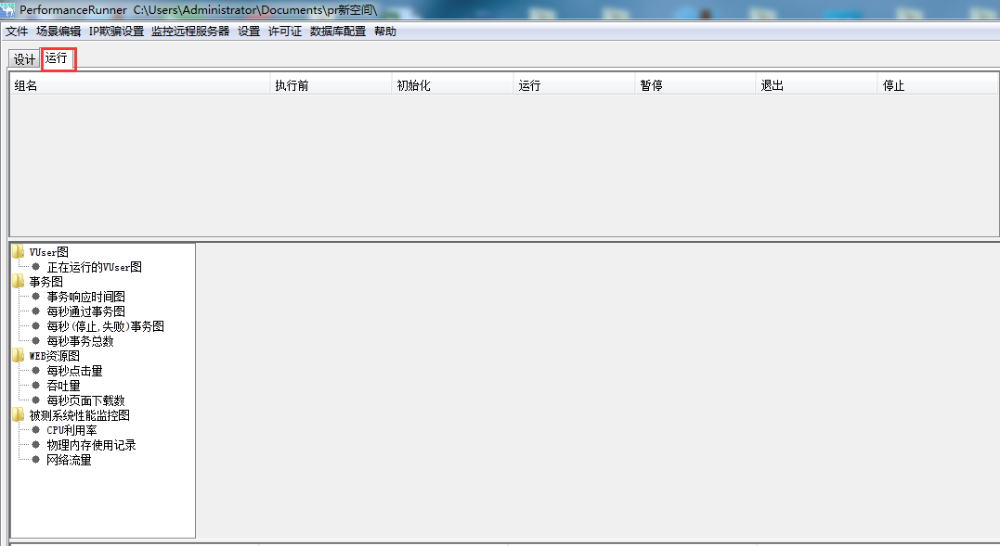 PerformanceRunner C:\Users\Administrator\Documents\pr新空间\
文件 场景编辑 IP欺骗设置 监控远程服务器 设置 许可证 数据库配置 帮助
设计 运行
组名 执行前 初始化 运行 暂停 退出 停止
VUser图
正在运行的VUser图
事务图
事务响应时间图
每秒通过事务图
每秒(停止,失败)事务图
每秒事务总数
WEB资源图
每秒点击量
吞吐量
每秒页面下载数
被测系统性能监控图
CPU利用率
物理内存使用记录
网络流量